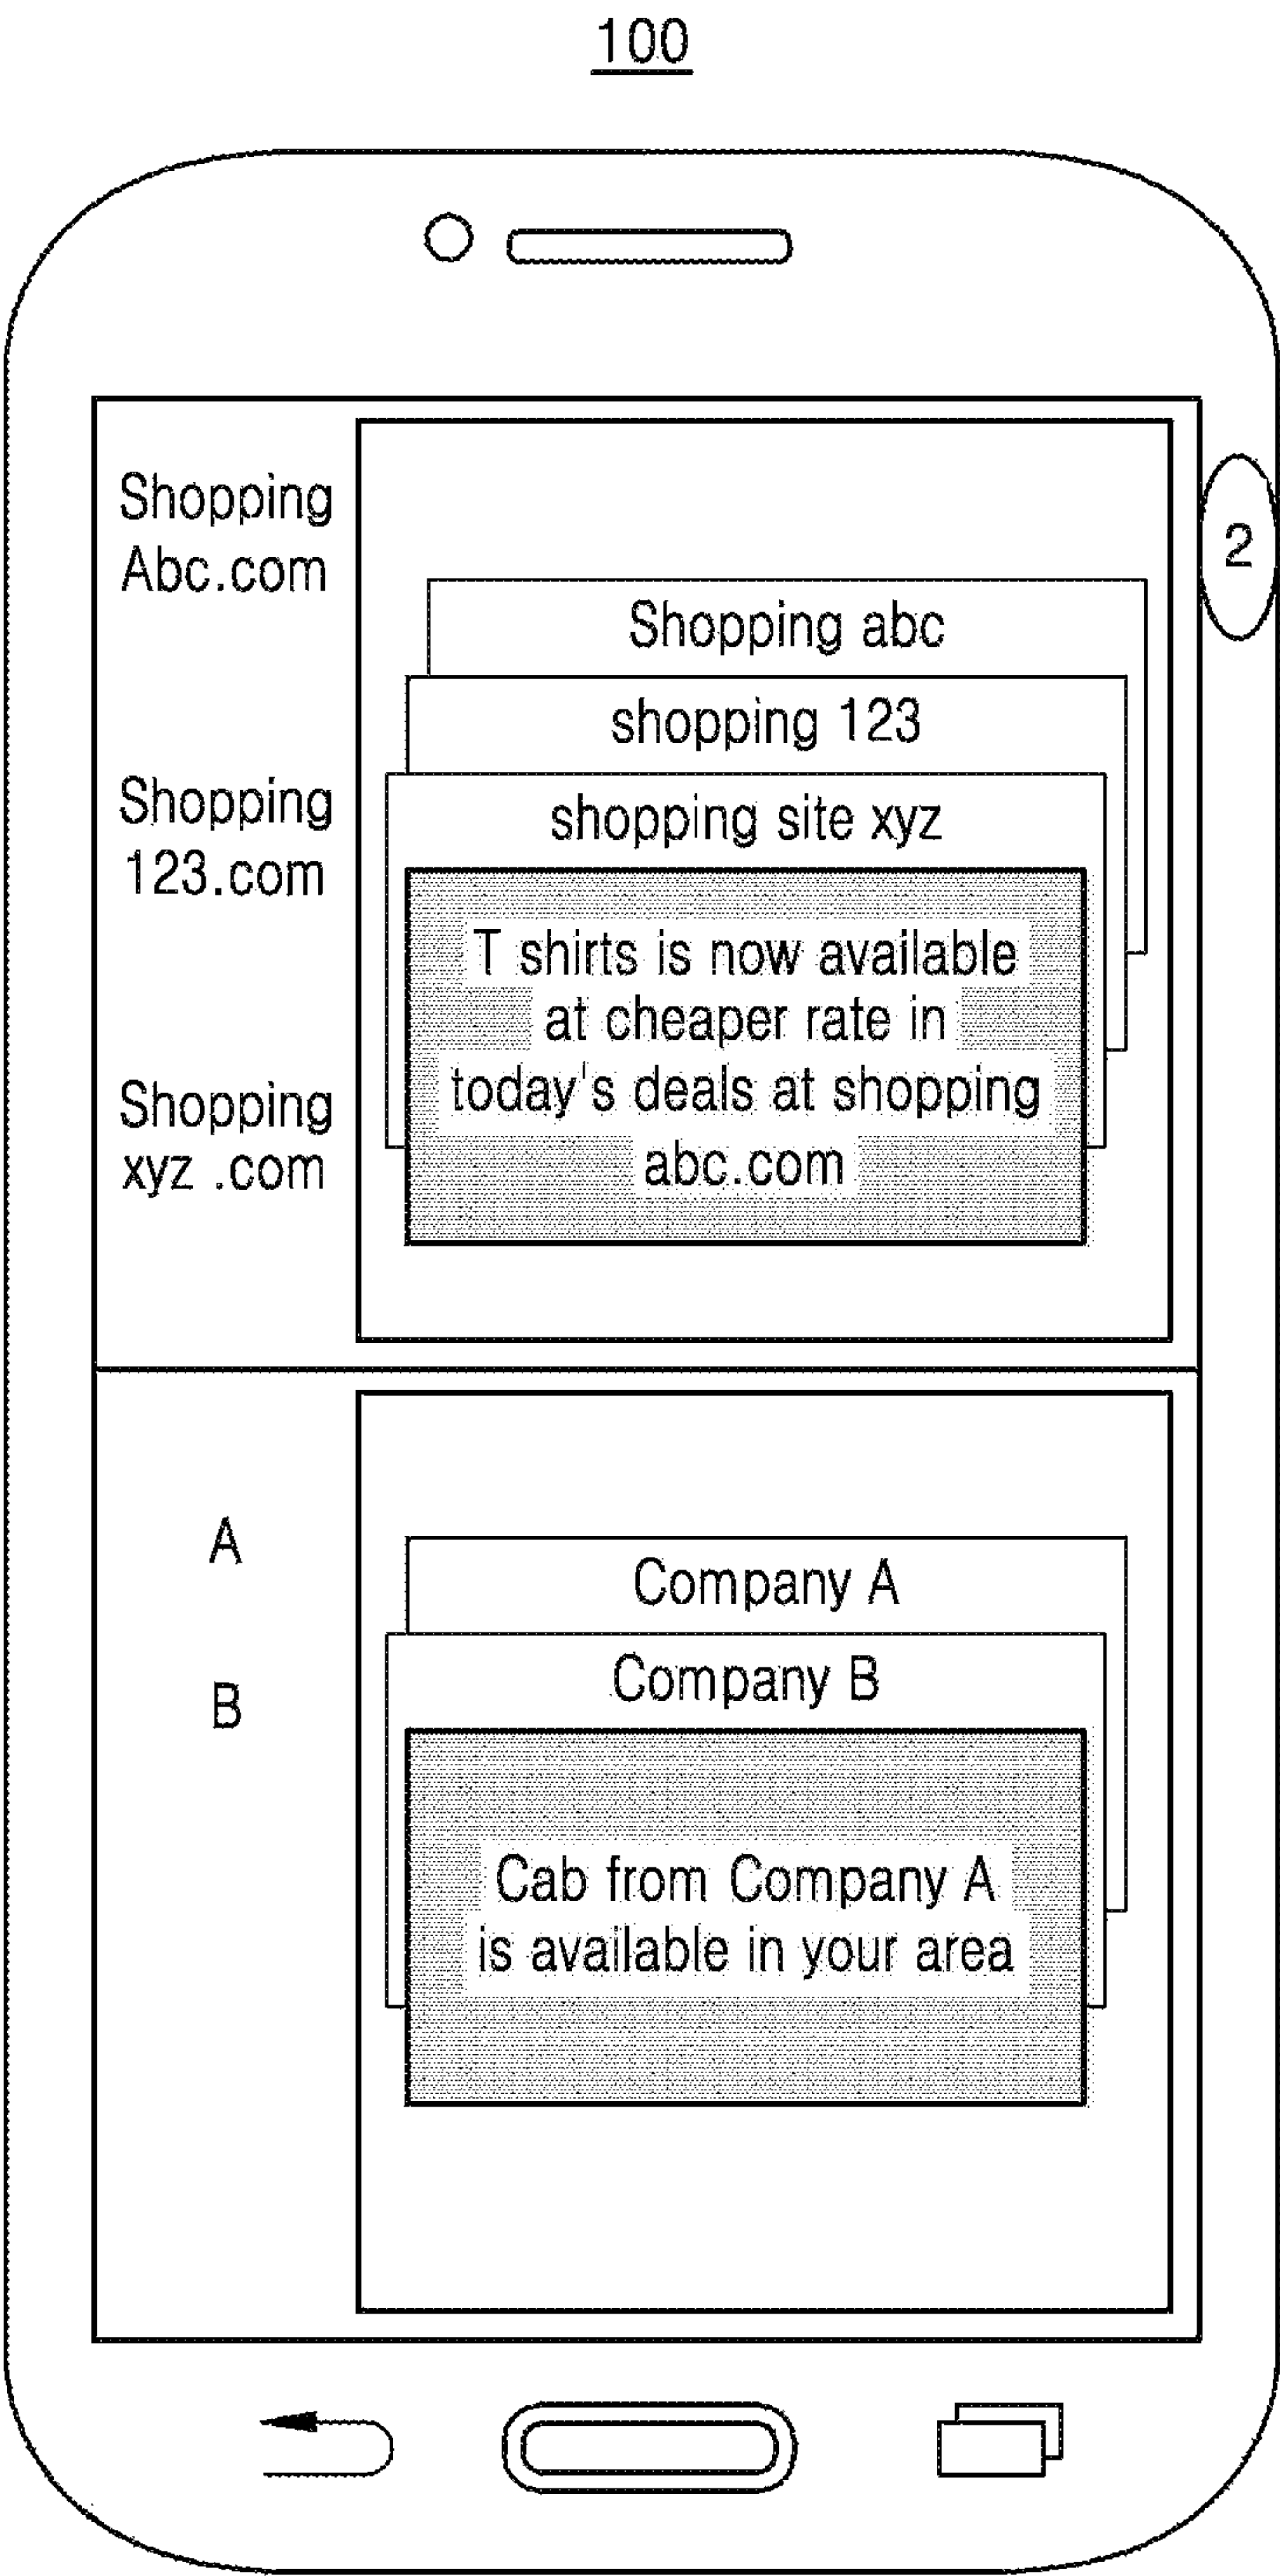 100
Shopping
Abc.com
Shopping
123.com
Shopping
xyz .com
2
Shopping abc
shopping 123
shopping site xyz
T shirts is now available
at cheaper rate in
today's deals at shopping
abc.com
A
B
Company A
Company B
Cab from Company A
is available in your area